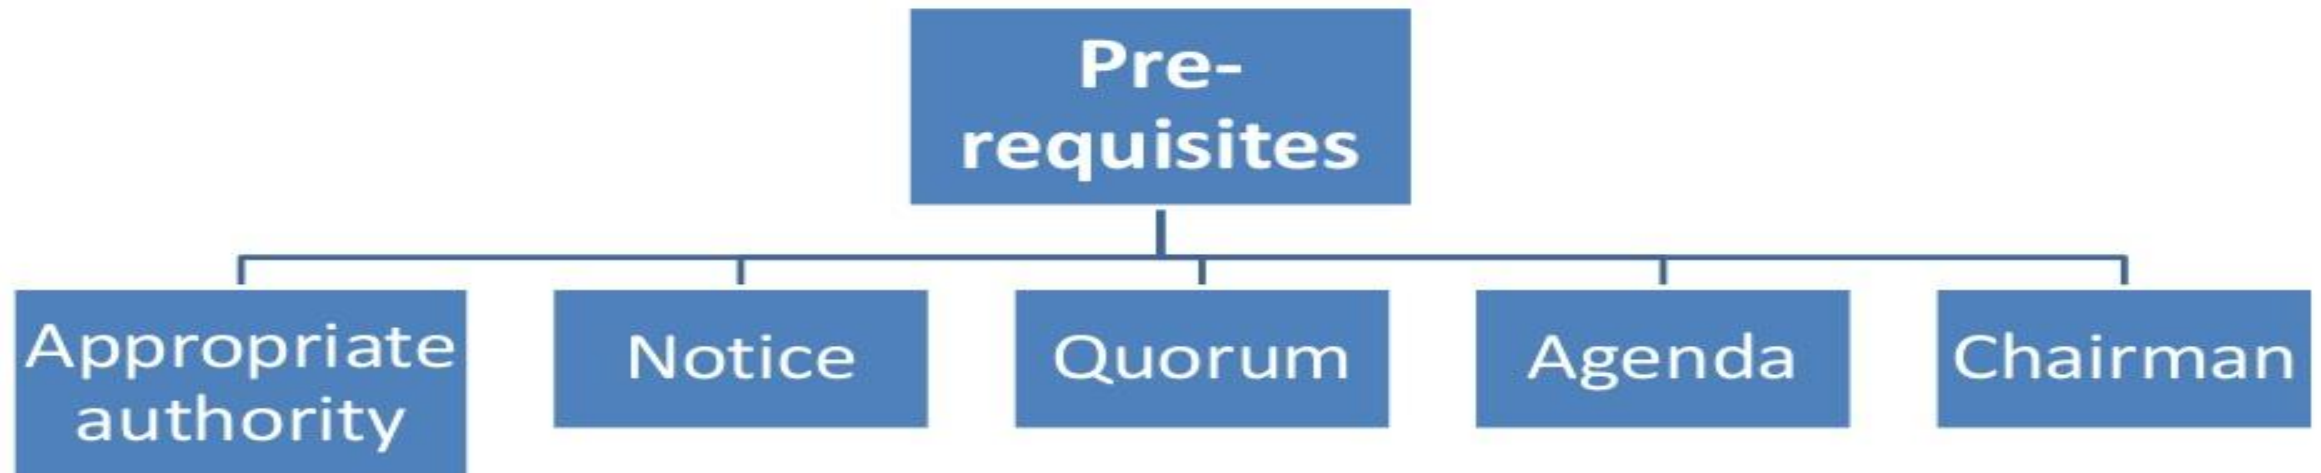 Pre-
requisites
Appropriate
authority
Notice
Quorum
Agenda
Chairman